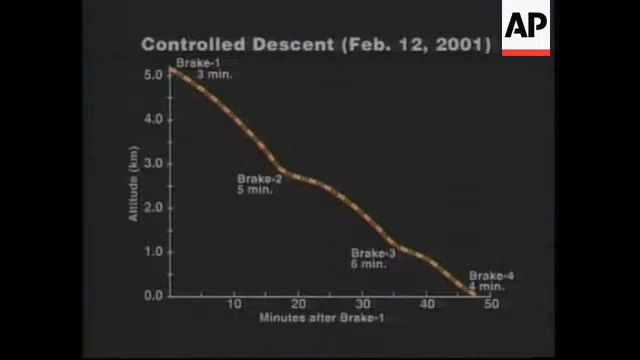 AP
Controlled Descent (Feb. 12, 2001)
Brake-1
3 min.
5.0
4.0
3.0
2.0
1.0
0.0
Altitude (km)
Brake-2
5 min.
Brake-3
6 min.
Brake-4
4 min.
10
20
30
40
50
Minutes after Brake-1